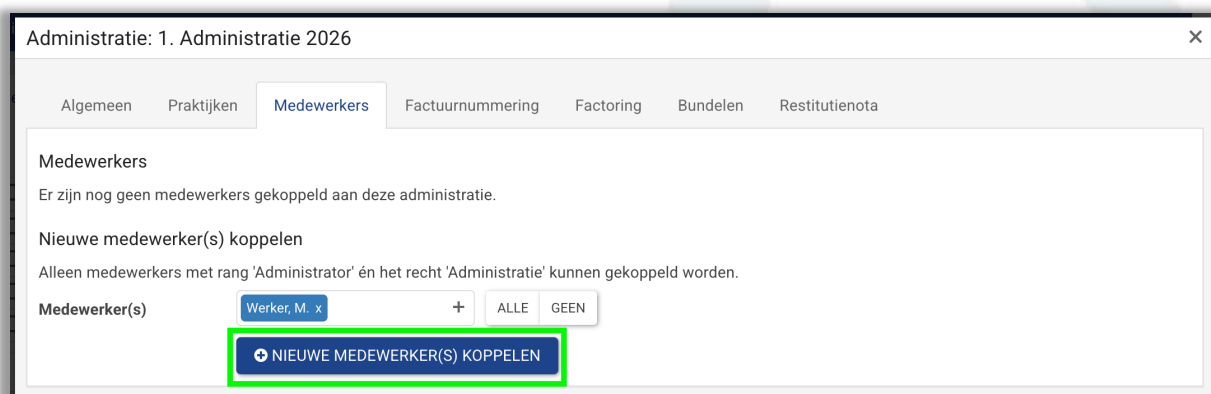 Administratie: 1. Administratie 2026 ×
Algemeen Praktijken Medewerkers Factuurnummering Factoring Bundelen Restitutienota
Medewerkers
Er zijn nog geen medewerkers gekoppeld aan deze administratie.
Nieuwe medewerker(s) koppelen
Alleen medewerkers met rang 'Administrator' én het recht 'Administratie' kunnen gekoppeld worden.
Medewerker(s) Werker, M. x + ALLE GEEN
NIEUWE MEDEWERKER(S) KOPPELEN